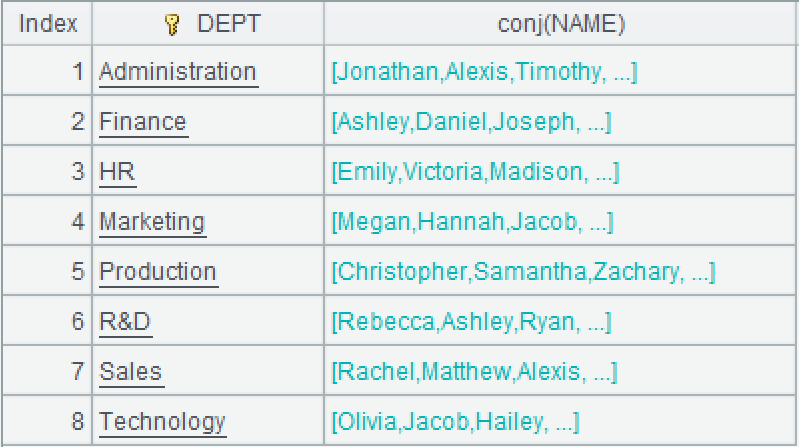 Index DEPT conj(NAME)
1 Administration [Jonathan,Alexis,Timothy, ...]
2 Finance [Ashley,Daniel,Joseph, ...]
3 HR [Emily,Victoria,Madison, ...]
4 Marketing [Megan,Hannah,Jacob, ...]
5 Production [Christopher,Samantha,Zachary, ...]
6 R&D [Rebecca,Ashley,Ryan, ...]
7 Sales [Rachel,Matthew,Alexis, ...]
8 Technology [Olivia,Jacob,Hailey, ...]